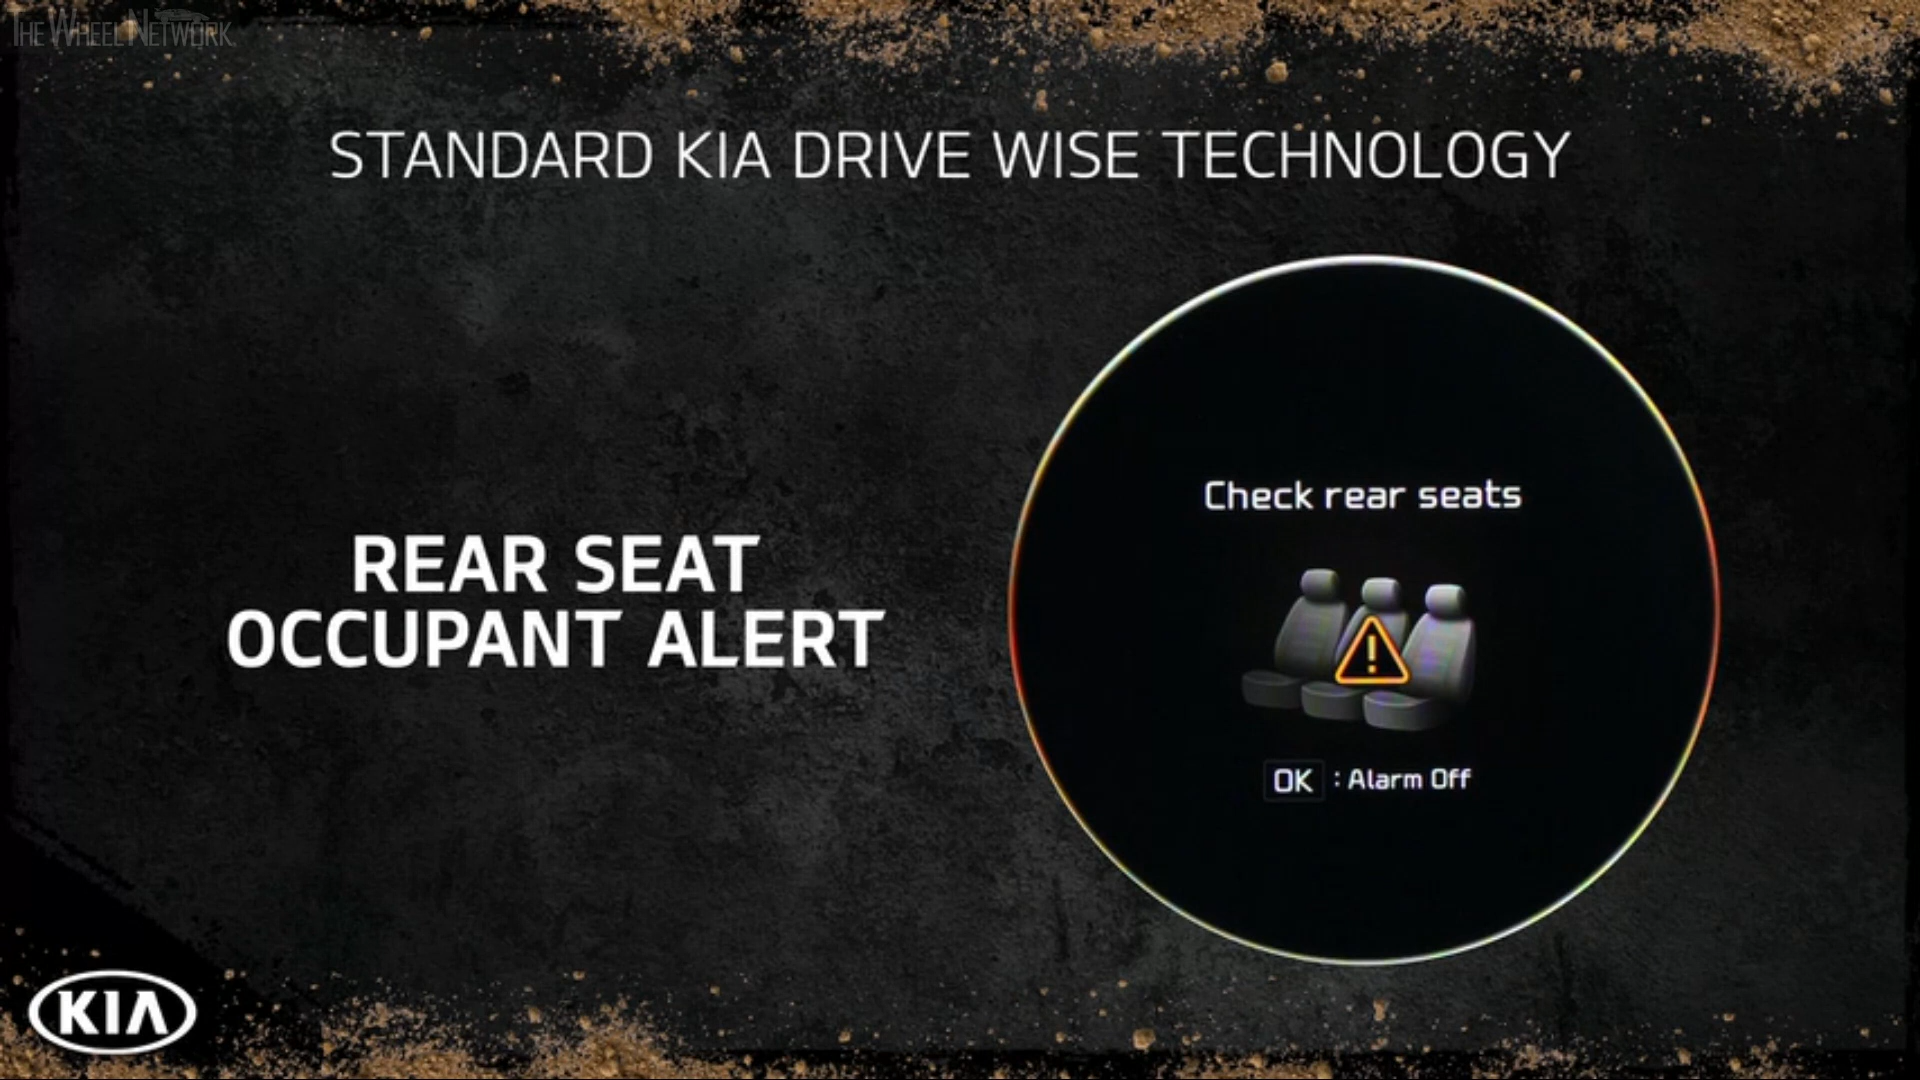 THE WHEEL NETWORK
STANDARD KIA DRIVE WISE TECHNOLOGY
REAR SEAT
OCCUPANT ALERT
Check rear seats
OK : Alarm Off
KIA